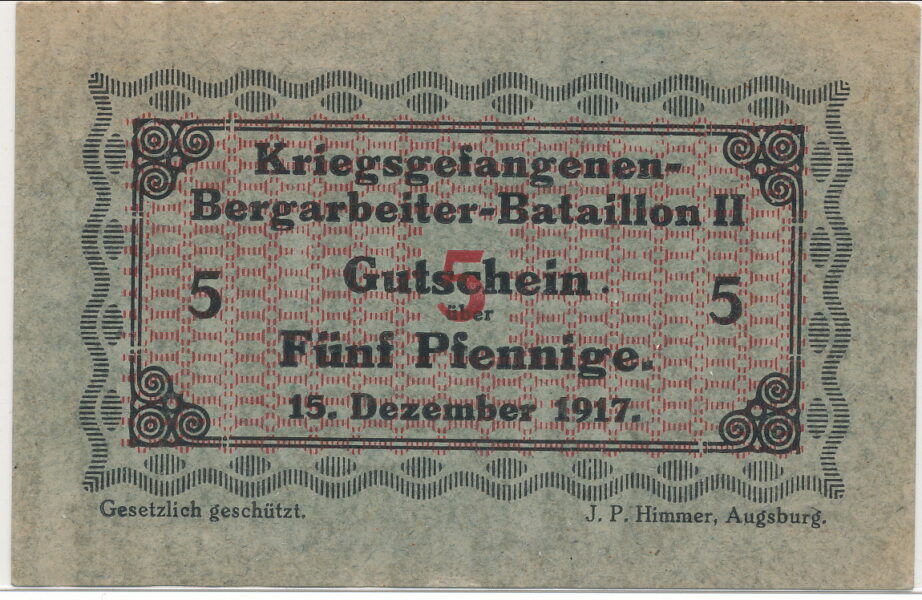 Kriegsgefangenen-
Bergarbeiter-Bataillon II
5 Gutschein. 5
5
über
Fünf Pfennige.
15. Dezember 1917.
Gesetzlich geschützt. J. P. Himmer, Augsburg.